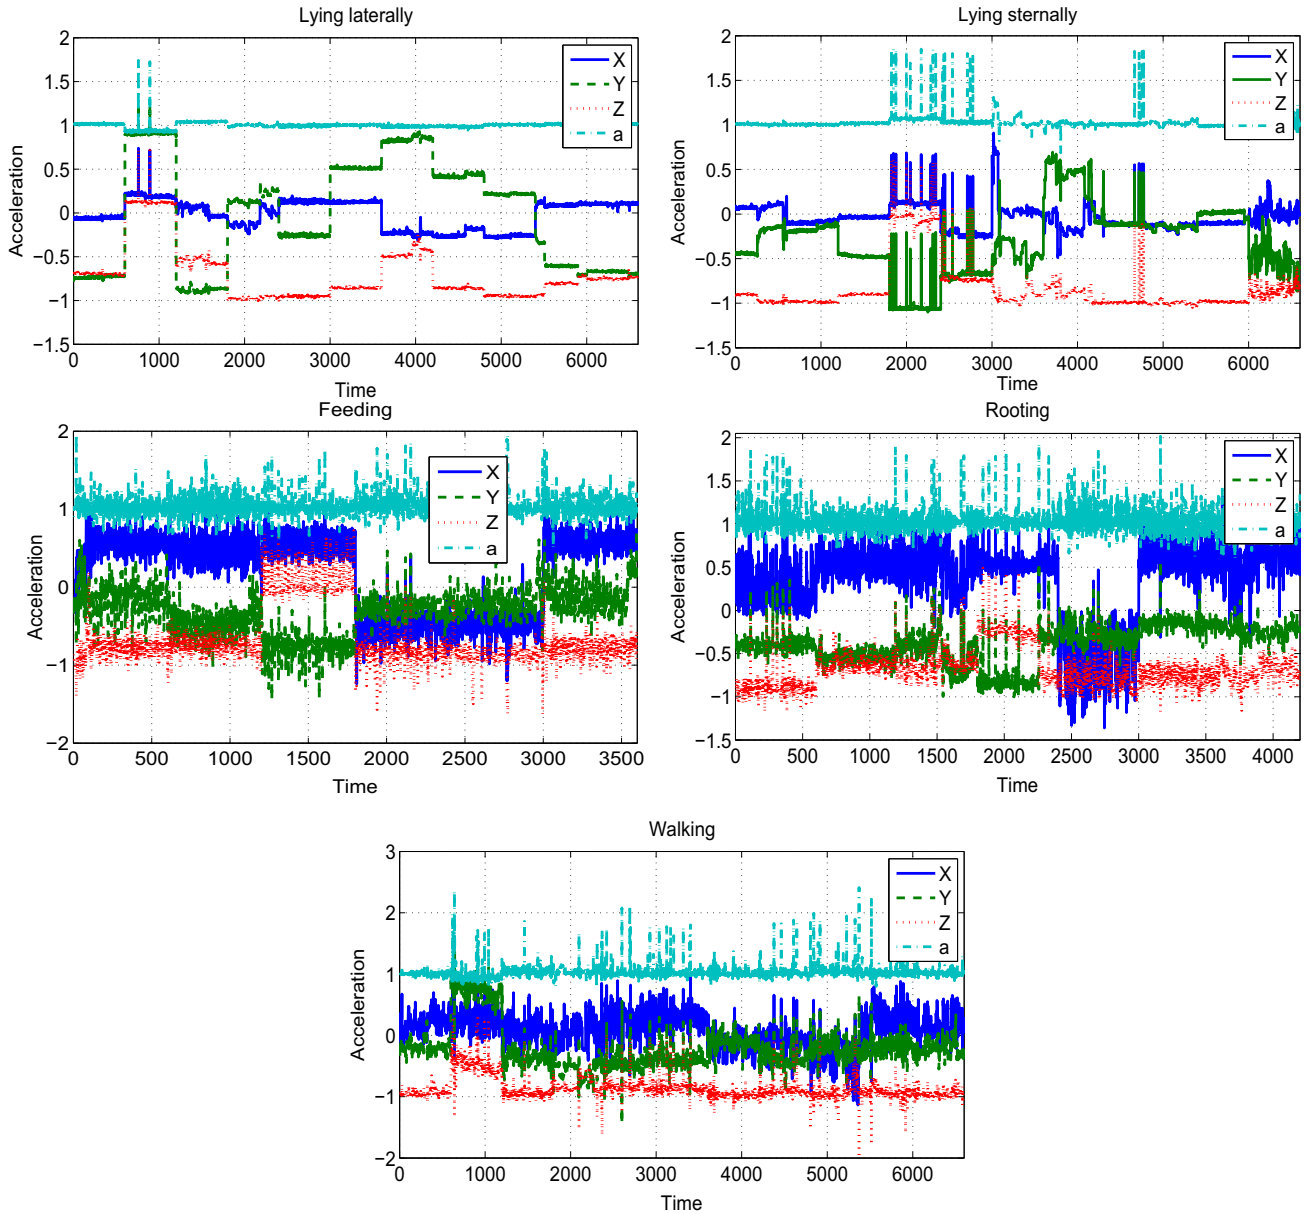 Lying laterally
2
1.5
1
0.5
0
−0.5
−1
−1.5
Acceleration
0 1000 2000 3000 4000 5000 6000
Time
X
Y
Z
a
Lying sternally
2
1.5
1
0.5
0
−0.5
−1
−1.5
Acceleration
0 1000 2000 3000 4000 5000 6000
Time
X
Y
Z
a
Feeding
2
1
0
−1
−2
Acceleration
0 500 1000 1500 2000 2500 3000 3500
Time
X
Y
Z
a
Rooting
2
1.5
1
0.5
0
−0.5
−1
−1.5
Acceleration
0 500 1000 1500 2000 2500 3000 3500 4000
Time
X
Y
Z
a
Walking
3
2
1
0
−1
−2
Acceleration
0 1000 2000 3000 4000 5000 6000
Time
X
Y
Z
a